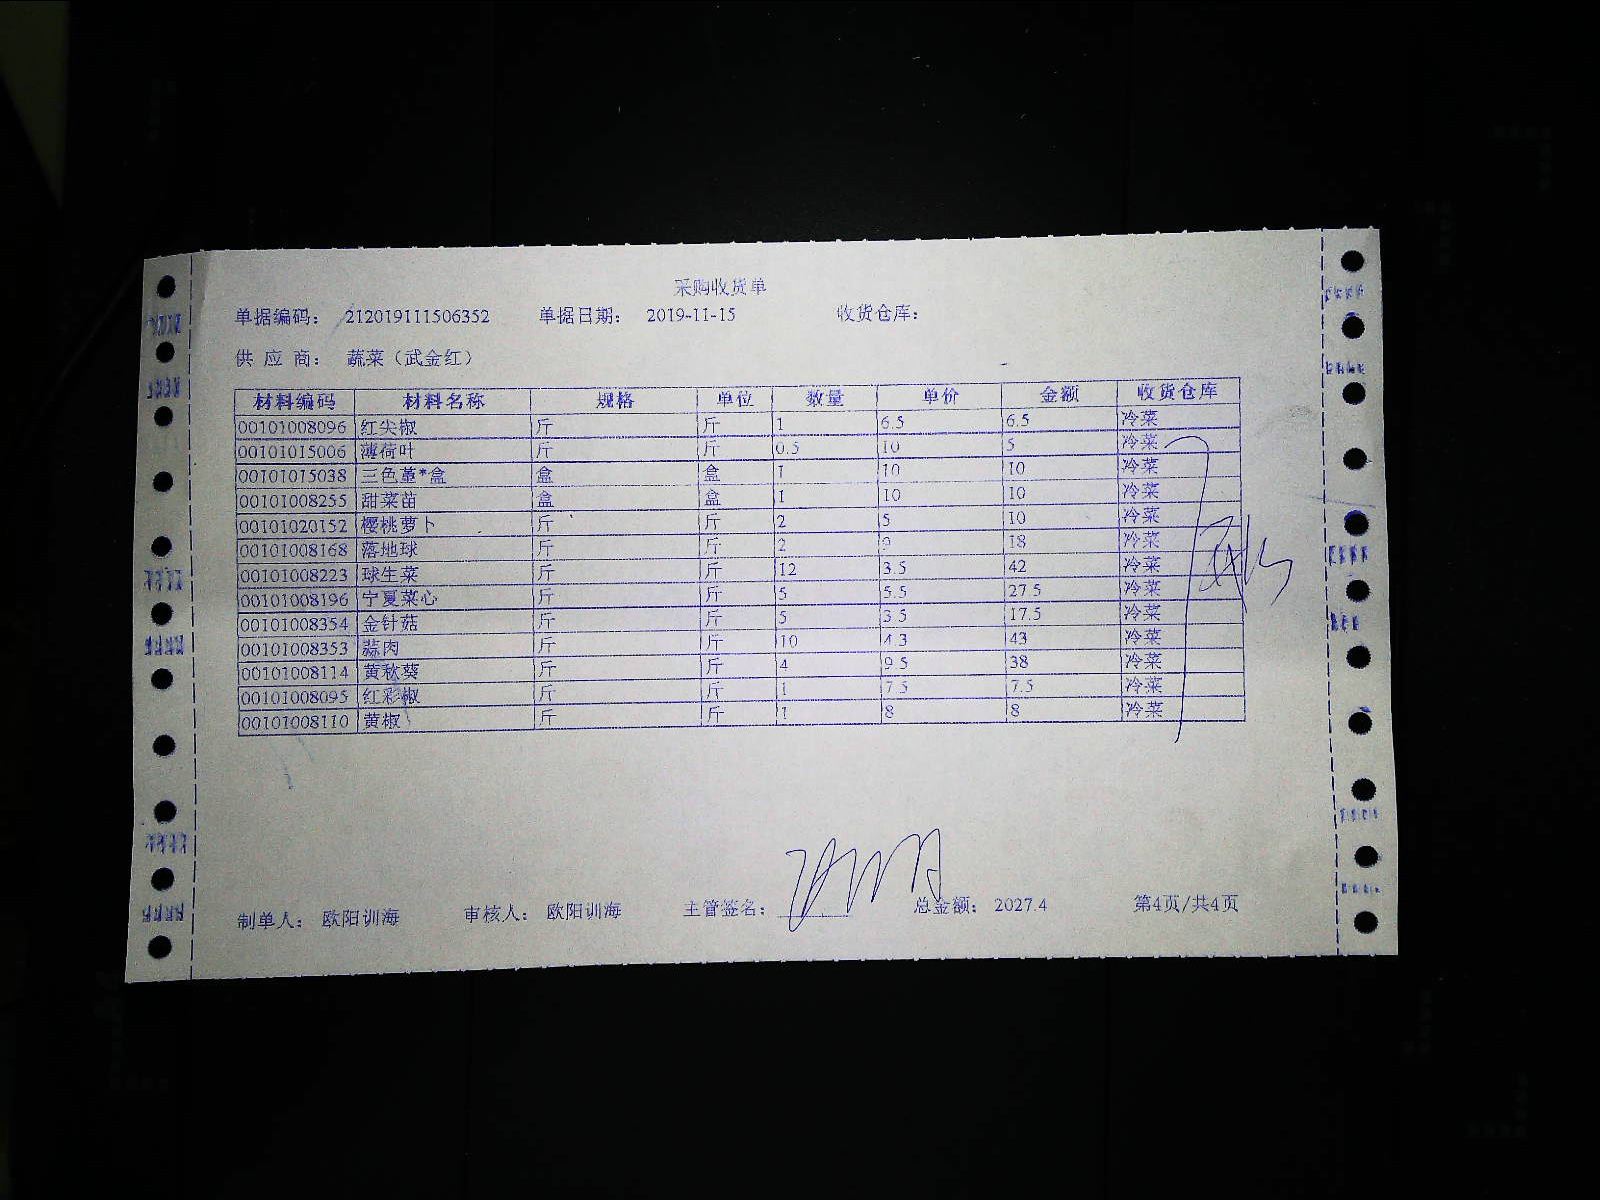 采购收货单
单据编码： 212019111506352 单据日期： 2019-11-15 收货仓库：
供 应 商： 蔬菜（武金红）
材料编码 材料名称 规格 单位 数量 单价 金额 收货仓库
00101008096 红尖椒 斤 斤 1 6.5 6.5 冷菜
00101015006 薄荷叶 斤 斤 0.5 10 5 冷菜
00101015038 三色堇*盒 盒 盒 1 10 10 冷菜
00101008255 甜菜苗 盒 盒 1 10 10 冷菜
00101020152 樱桃萝卜 斤 斤 2 5 10 冷菜
00101008168 落地球 斤 斤 2 9 18 冷菜
00101008223 球生菜 斤 斤 12 3.5 42 冷菜
00101008196 宁夏菜心 斤 斤 5 5.5 27.5 冷菜
00101008354 金针菇 斤 斤 5 3.5 17.5 冷菜
00101008353 蒜肉 斤 斤 10 4.3 43 冷菜
00101008114 黄秋葵 斤 斤 4 9.5 38 冷菜
00101008095 红彩椒 斤 斤 1 7.5 7.5 冷菜
00101008110 黄椒 斤 斤 1 8 8 冷菜
制单人： 欧阳训海 审核人： 欧阳训海 主管签名： 总金额： 2027.4 第4页/共4页